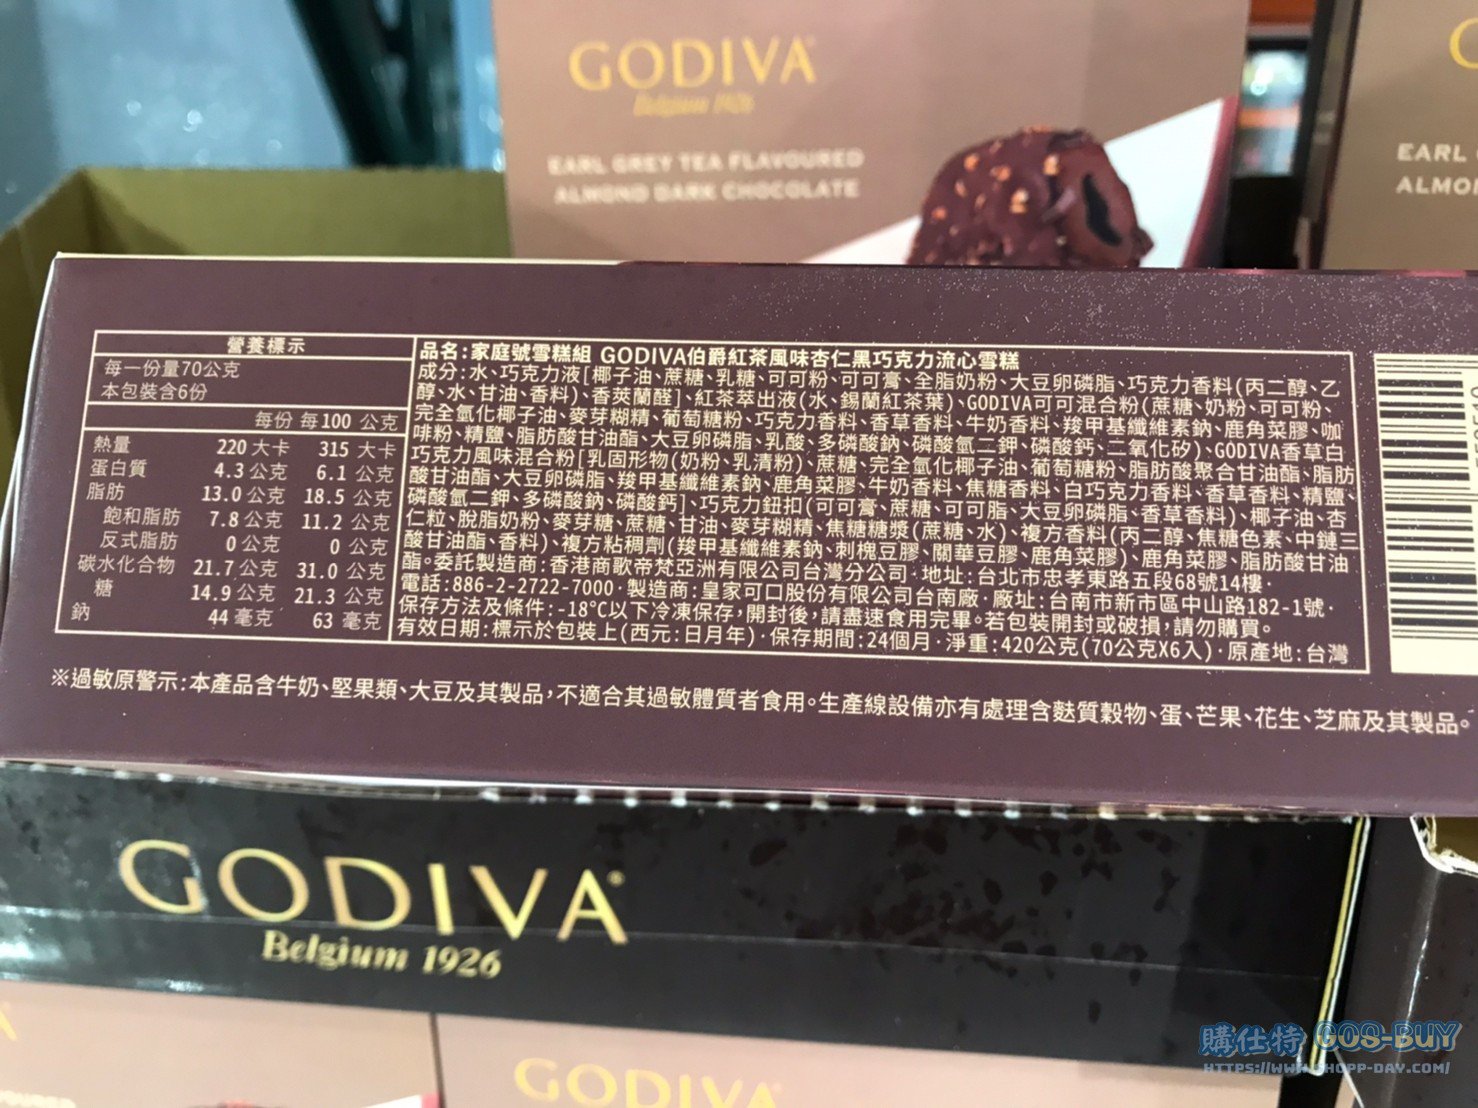 GODIVA
Belgium 1926
EARL GREY TEA FLAVOURED
ALMOND DARK CHOCOLATE
EARL
營養標示
每一份量70公克
本包裝含6份
每份 每100 公克
熱量 220 大卡 315 大卡
蛋白質 4.3 公克 6.1 公克
脂肪 13.0 公克 18.5 公克
飽和脂肪 7.8 公克 11.2 公克
反式脂肪 0 公克 0 公克
碳水化合物 21.7 公克 31.0 公克
糖 14.9 公克 21.3 公克
鈉 44 毫克 63 毫克
品名:家庭號雪糕組 GODIVA伯爵紅茶風味杏仁黑巧克力流心雪糕
成分:水、巧克力液[椰子油、蔗糖、乳糖、可可粉、可可膏、全脂奶粉、大豆卵磷脂、巧克力香料(丙二醇、乙
醇、水、甘油、香料)、香莢蘭醛]、紅茶萃出液(水、錫蘭紅茶葉)、GODIVA可可混合粉(蔗糖、奶粉、可可粉、
完全氫化椰子油、麥芽糊精、葡萄糖粉、巧克力香料、香草香料、牛奶香料、羧甲基纖維素鈉、鹿角菜膠、咖
啡粉、精鹽、脂肪酸甘油酯、大豆卵磷脂、乳酸、多磷酸鈉、磷酸氫二鉀、磷酸鈣、二氧化矽)、GODIVA香草白
巧克力風味混合粉[乳固形物(奶粉、乳清粉)、蔗糖、完全氫化椰子油、葡萄糖粉、脂肪酸聚合甘油酯、脂肪
酸甘油酯、大豆卵磷脂、羧甲基纖維素鈉、鹿角菜膠、牛奶香料、焦糖香料、白巧克力香料、香草香料、精鹽、
磷酸氫二鉀、多磷酸鈉、磷酸鈣]、巧克力鈕扣(可可膏、蔗糖、可可脂、大豆卵磷脂、香草香料)、椰子油、杏
仁粒、脫脂奶粉、麥芽糖、蔗糖、甘油、麥芽糊精、焦糖糖漿(蔗糖、水)、複方香料(丙二醇、焦糖色素、中鏈三
酸甘油酯、香料)、複方粘稠劑(羧甲基纖維素鈉、刺槐豆膠、關華豆膠、鹿角菜膠)、鹿角菜膠、脂肪酸甘油
酯。委託製造商:香港商歌帝梵亞洲有限公司台灣分公司·地址:台北市忠孝東路五段68號14樓·
電話:886-2-2722-7000·製造商:皇家可口股份有限公司台南廠·廠址:台南市新市區中山路182-1號·
保存方法及條件:-18℃以下冷凍保存,開封後,請盡速食用完畢。若包裝開封或破損,請勿購買。
有效日期:標示於包裝上(西元:日月年)·保存期間:24個月·淨重:420公克(70公克X6入)·原產地:台灣
※過敏原警示:本產品含牛奶、堅果類、大豆及其製品,不適合其過敏體質者食用。生產線設備亦有處理含麩質穀物、蛋、芒果、花生、芝麻及其製品。
GODIVA
Belgium 1926
GODIVA
購仕特 GOS-BUY
HTTPS://WWW.SHOPP-DAY.COM/